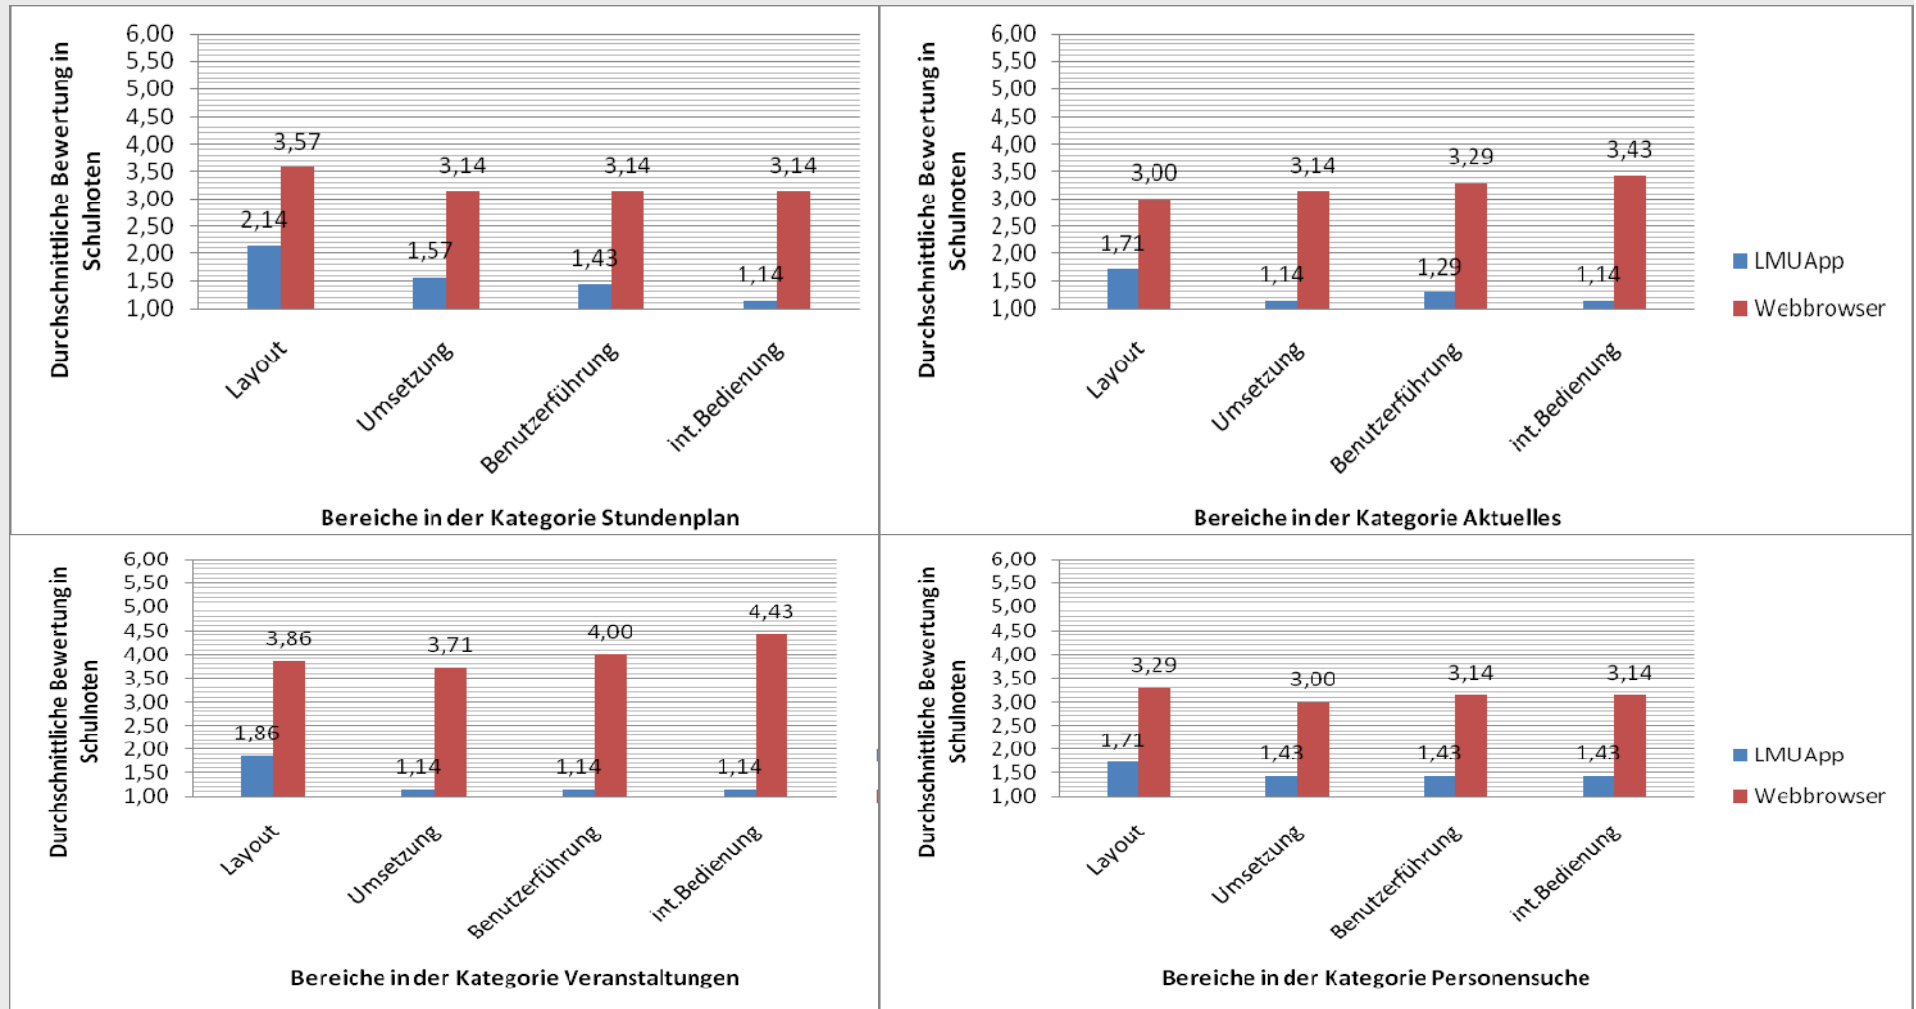 Durchschnittliche Bewertung in
Schulnoten
6,00
5,50
5,00
4,50
4,00
3,50
3,00
2,50
2,00
1,50
1,00
3,57
3,14
3,14
3,14
2,14
1,57
1,43
1,14
Layout
Umsetzung
Benutzerführung
int.Bedienung
Bereiche in der Kategorie Stundenplan
Durchschnittliche Bewertung in
Schulnoten
6,00
5,50
5,00
4,50
4,00
3,50
3,00
2,50
2,00
1,50
1,00
3,00
3,14
3,29
3,43
1,71
1,14
1,29
1,14
Layout
Umsetzung
Benutzerführung
int.Bedienung
LMUApp
Webbrowser
Bereiche in der Kategorie Aktuelles
Durchschnittliche Bewertung in
Schulnoten
6,00
5,50
5,00
4,50
4,00
3,50
3,00
2,50
2,00
1,50
1,00
3,86
3,71
4,00
4,43
1,86
1,14
1,14
1,14
Layout
Umsetzung
Benutzerführung
int.Bedienung
Bereiche in der Kategorie Veranstaltungen
Durchschnittliche Bewertung in
Schulnoten
6,00
5,50
5,00
4,50
4,00
3,50
3,00
2,50
2,00
1,50
1,00
3,29
3,00
3,14
3,14
1,71
1,43
1,43
1,43
Layout
Umsetzung
Benutzerführung
int.Bedienung
LMUApp
Webbrowser
Bereiche in der Kategorie Personensuche